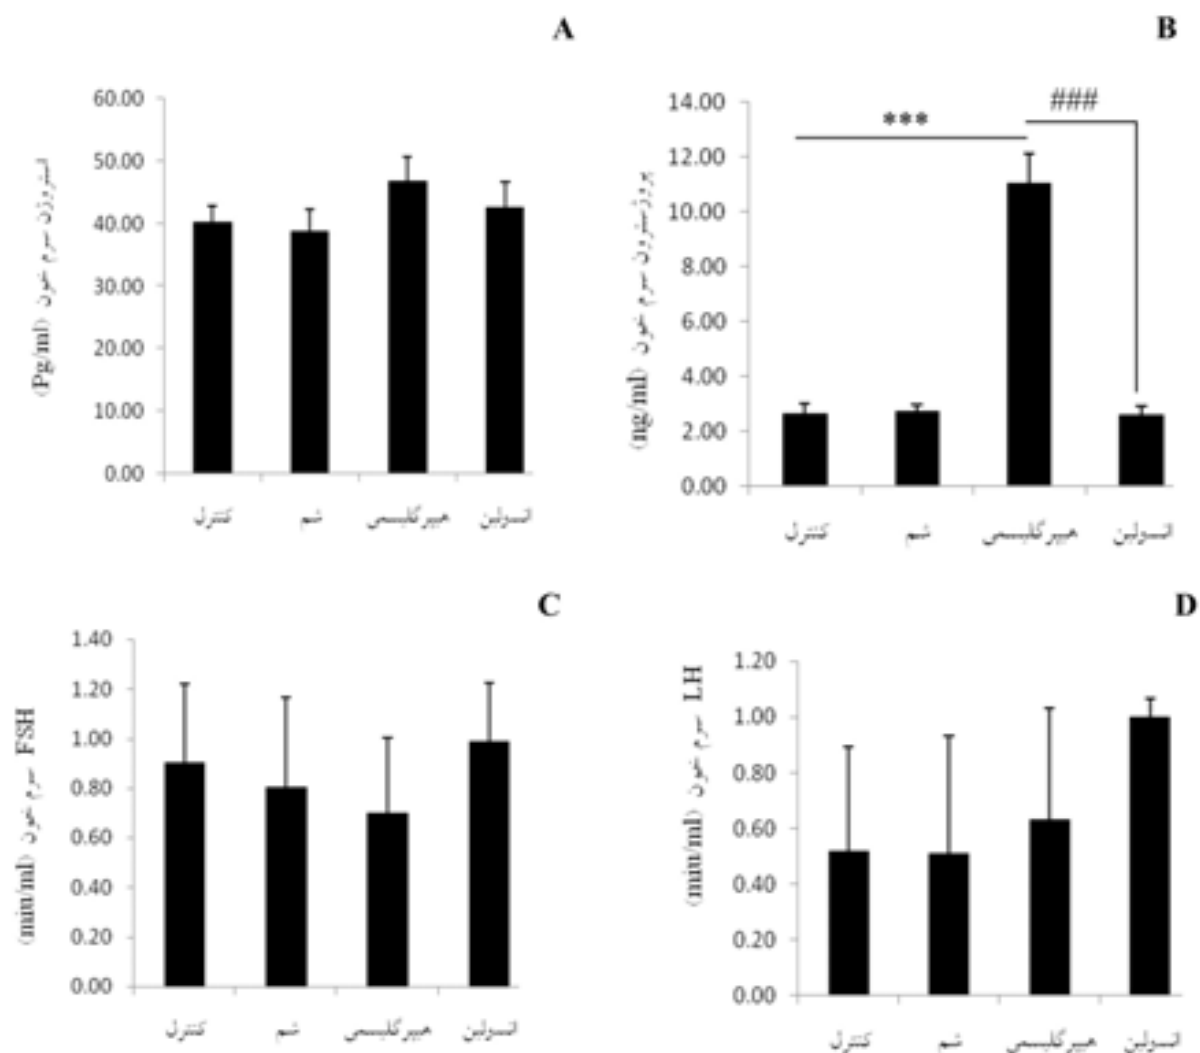 A
استروژن سرم خون (Pg/ml)
60.00
50.00
40.00
30.00
20.00
10.00
0.00
کنترل
شم
هیپرگلیسمی
انسولین
B
پروژسترون سرم خون (ng/ml)
14.00
12.00
10.00
8.00
6.00
4.00
2.00
0.00
***
###
کنترل
شم
هیپرگلیسمی
انسولین
C
FSH سرم خون (miu/ml)
1.40
1.20
1.00
0.80
0.60
0.40
0.20
0.00
کنترل
شم
هیپرگلیسمی
انسولین
D
LH سرم خون (miu/ml)
1.20
1.00
0.80
0.60
0.40
0.20
0.00
کنترل
شم
هیپرگلیسمی
انسولین